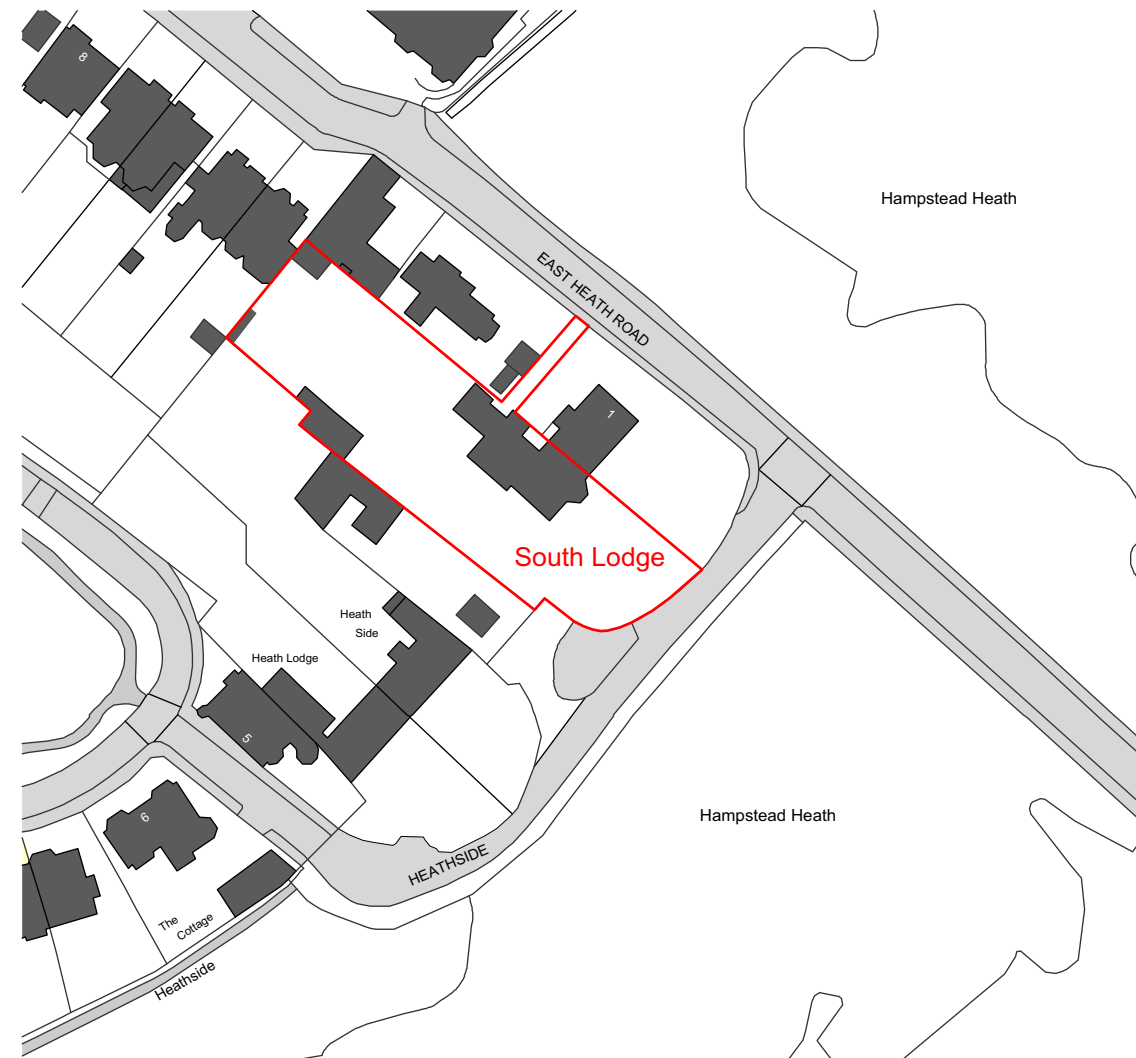 8
Hampstead Heath
EAST HEATH ROAD
1
South Lodge
Heath
Side
Heath Lodge
5
6
Hampstead Heath
HEATHSIDE
The
Cottage
Heathside